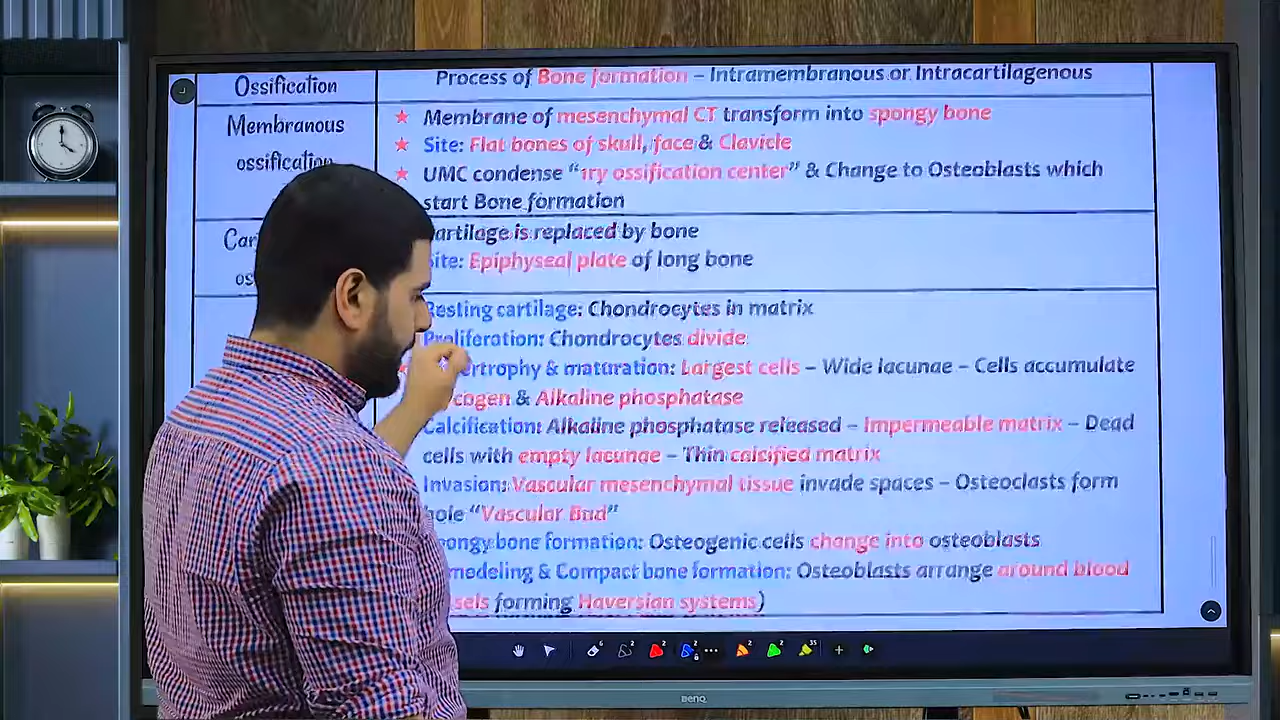 Ossification
Process of Bone formation – Intramembranous or Intracartilagenous
Membranous
ossification
★ Membrane of mesenchymal CT transform into spongy bone
★ Site: Flat bones of skull, face & Clavicle
★ UMC condense "1ry ossification center" & Change to Osteoblasts which
start Bone formation
is replaced by bone
Epiphyseal plate of long bone
Resting cartilage: Chondrocytes in matrix
Proliferation: Chondrocytes divide
& maturation: Largest cells – Wide lacunae – Cells accumulate
& Alkaline phosphatase
Calcification: Alkaline phosphatase released – Impermeable matrix – Dead
cells with empty lacunae – Thin calcified matrix
Invasion: Vascular mesenchymal tissue invade spaces – Osteoclasts form
hole "Vascular Bud"
bone formation: Osteogenic cells change into osteoblasts
& Compact bone formation: Osteoblasts arrange around blood
forming Haversian systems)
BenQ